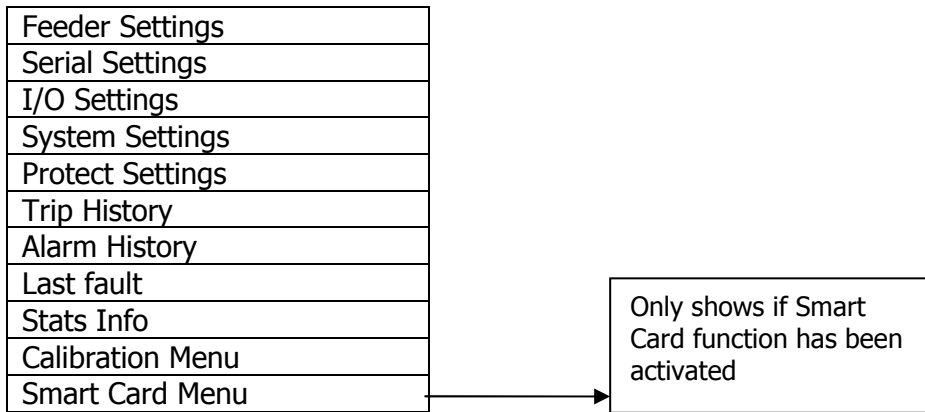 Feeder Settings
Serial Settings
I/O Settings
System Settings
Protect Settings
Trip History
Alarm History
Last fault
Stats Info
Calibration Menu
Smart Card Menu
Only shows if Smart
Card function has been
activated